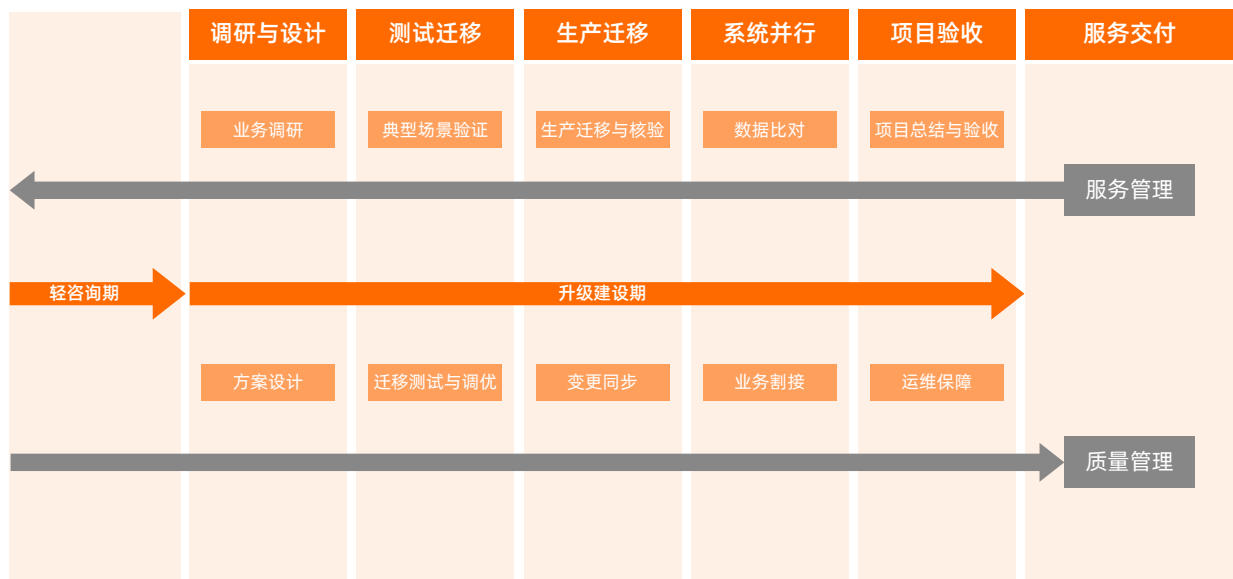 调研与设计
测试迁移
生产迁移
系统并行
项目验收
服务交付
业务调研
典型场景验证
生产迁移与核验
数据比对
项目总结与验收
服务管理
轻咨询期
升级建设期
方案设计
迁移测试与调优
变更同步
业务割接
运维保障
质量管理